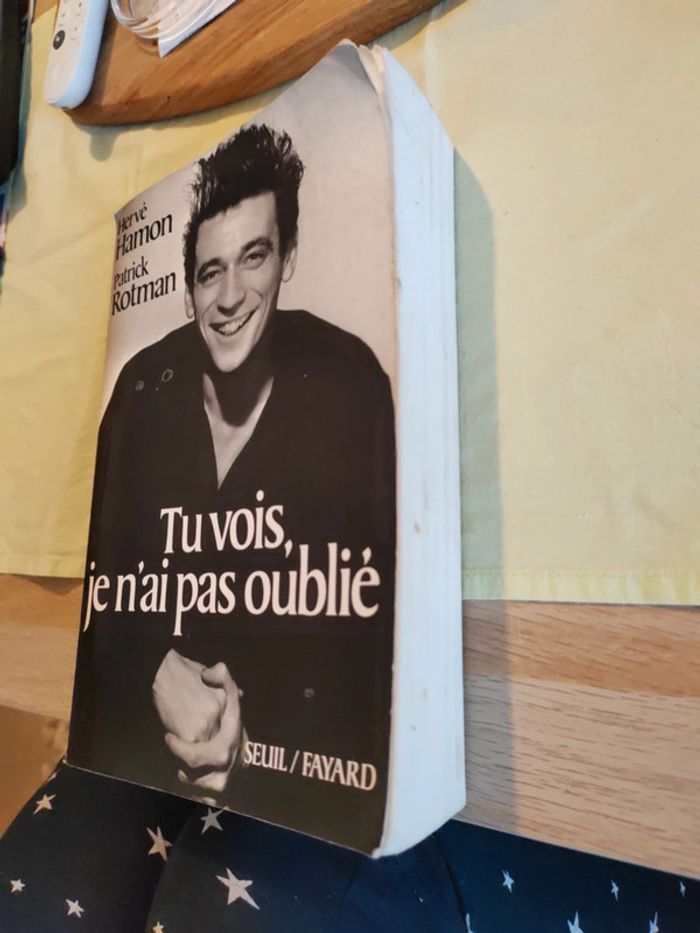 Hervé
Hamon
Patrick
Rotman
Tu vois,
je n'ai pas oublié
SEUIL / FAYARD